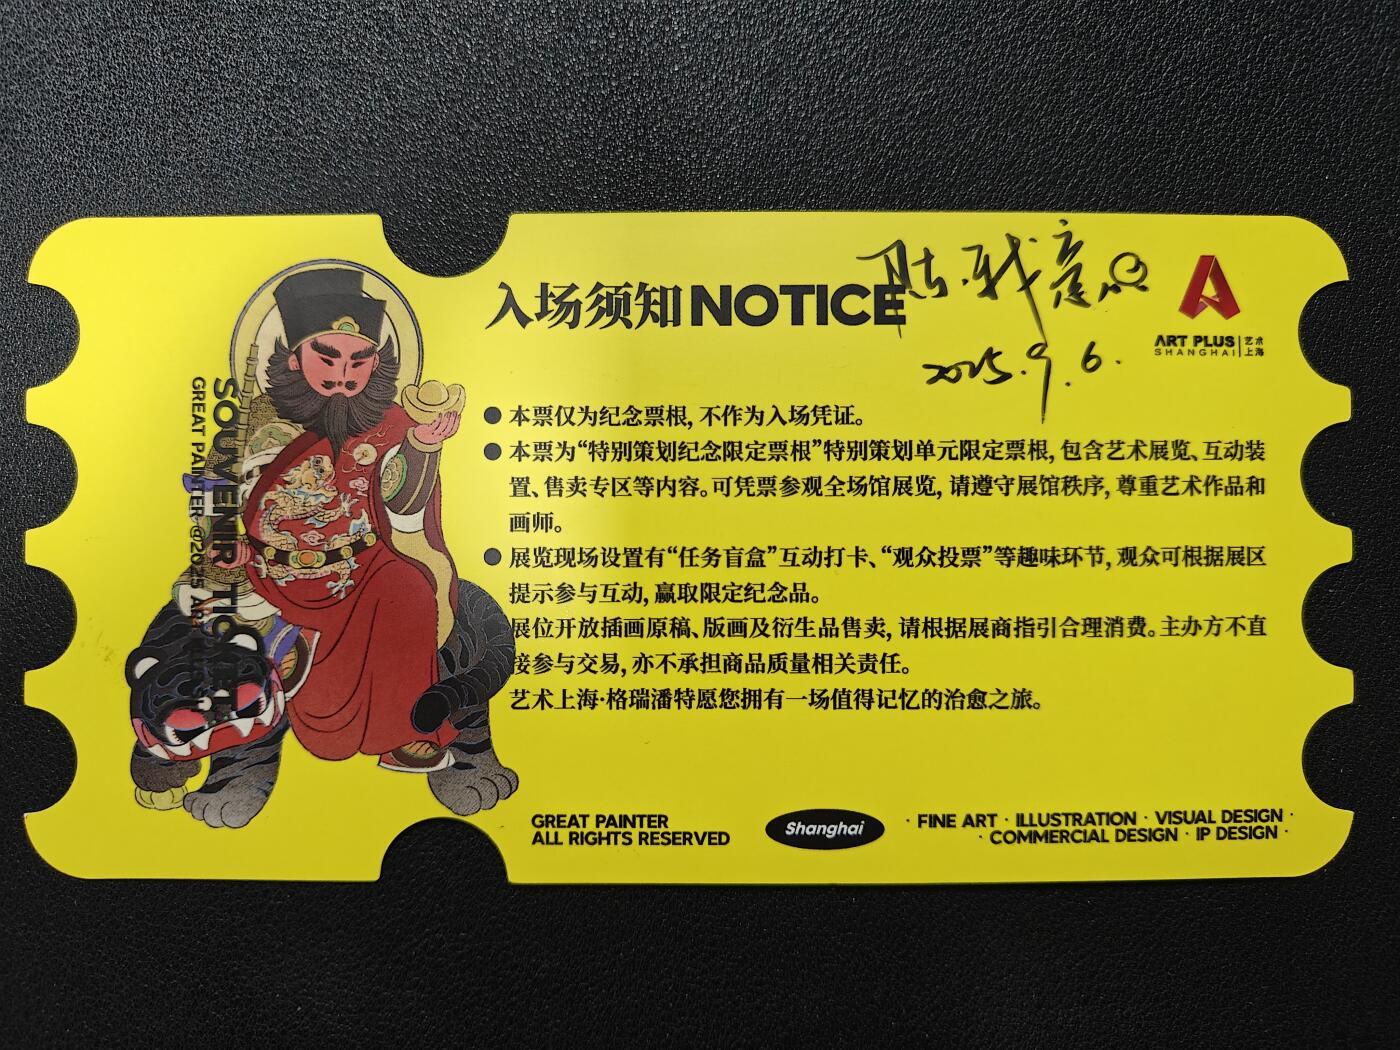 入场须知 NOTICE
2025.9.6.
ART PLUS
SHANGHAI
艺术
上海
SOUVENIR TICKET
GREAT PAINTER @2025 ART
● 本票仅为纪念票根, 不作为入场凭证。
● 本票为“特别策划纪念限定票根”特别策划单元限定票根, 包含艺术展览、互动装
置、售卖专区等内容。可凭票参观全场馆展览, 请遵守展馆秩序, 尊重艺术作品和
画师。
● 展览现场设置有“任务盲盒”互动打卡、“观众投票”等趣味环节, 观众可根据展区
提示参与互动, 赢取限定纪念品。
展位开放插画原稿、版画及衍生品售卖, 请根据展商指引合理消费。主办方不直
接参与交易, 亦不承担商品质量相关责任。
艺术上海·格瑞潘特愿您拥有一场值得记忆的治愈之旅。
GREAT PAINTER
ALL RIGHTS RESERVED
Shanghai
· FINE ART · ILLUSTRATION · VISUAL DESIGN ·
· COMMERCIAL DESIGN · IP DESIGN ·